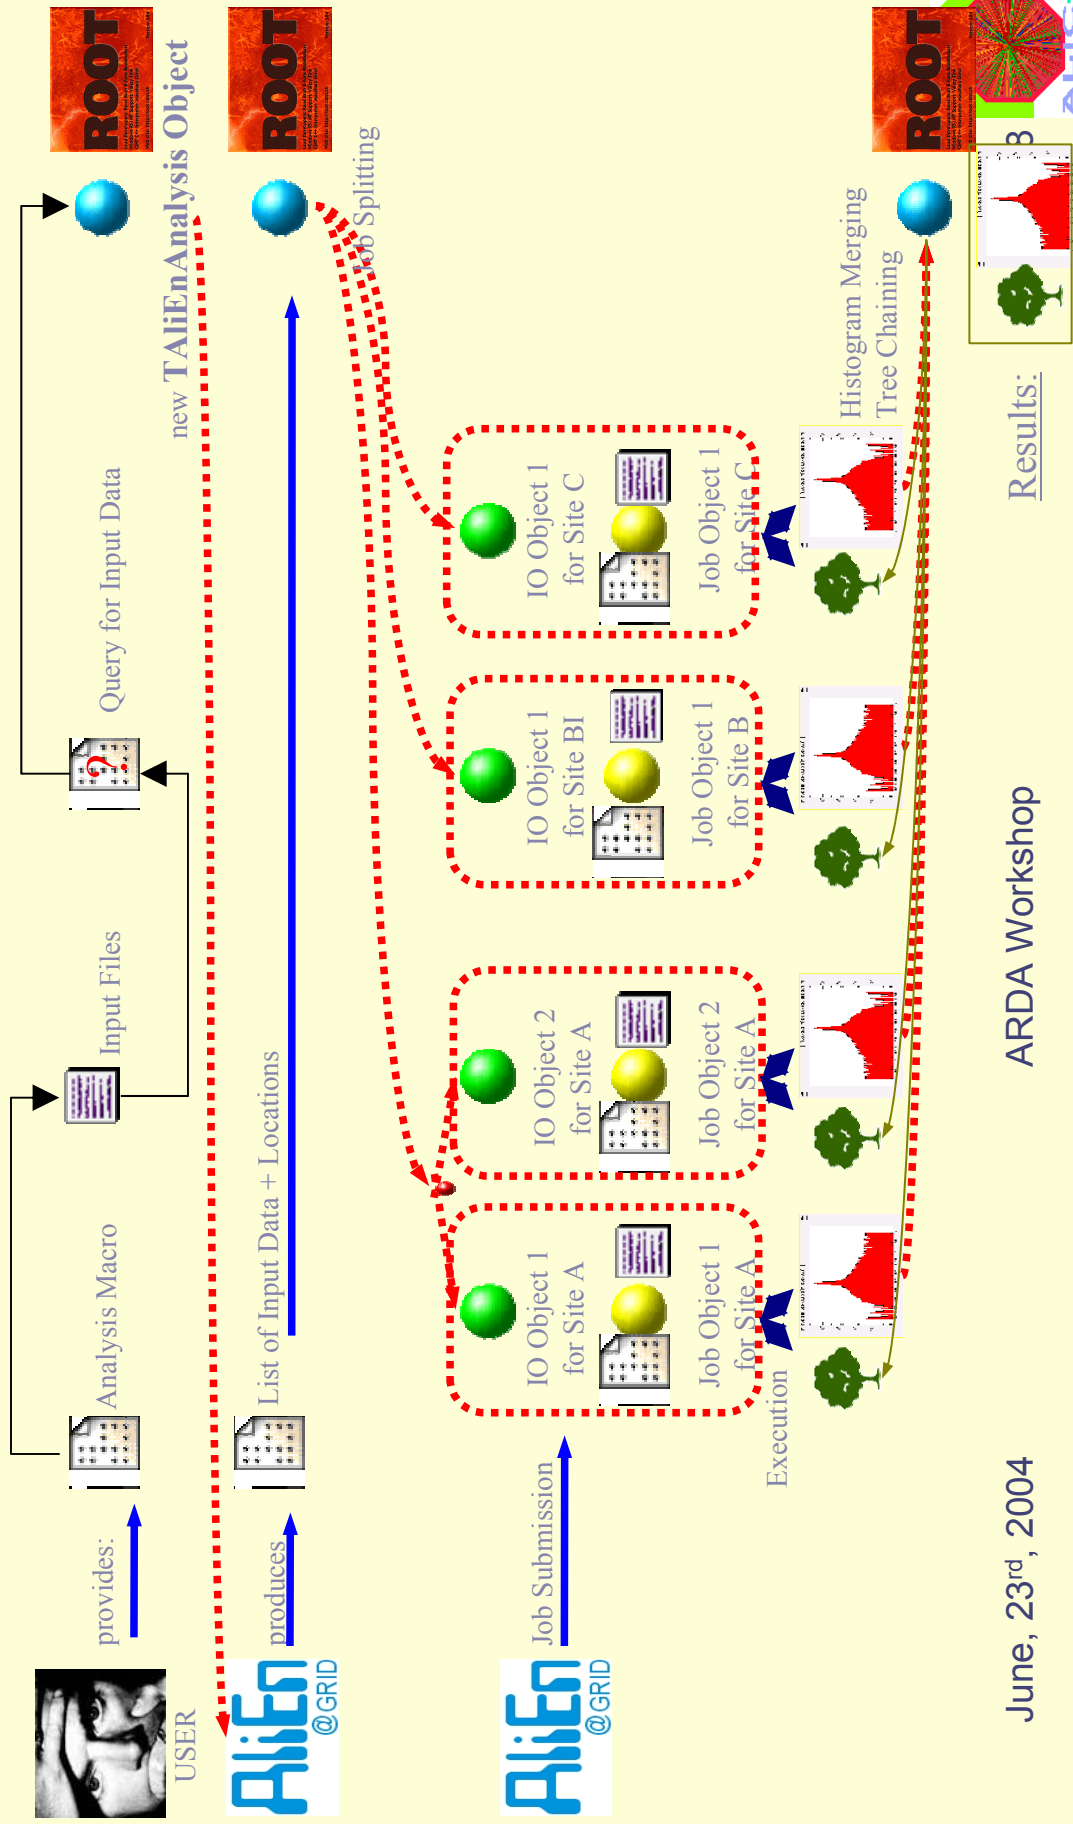 USER
provides:
Analysis Macro
Input Files
Query for Input Data
?
new TAliEnAnalysis Object
ROOT
AliEn
@GRID
produces
List of Input Data + Locations
ROOT
Job Splitting
AliEn
@GRID
Job Submission
IO Object 1
for Site A
IO Object 2
for Site A
IO Object 1
for Site BI
IO Object 1
for Site C
Job Object 1
for Site A
Job Object 2
for Site A
Job Object 1
for Site B
Job Object 1
for Site C
Execution
Histogram Merging
Tree Chaining
ROOT
Results:
June, 23rd, 2004
ARDA Workshop